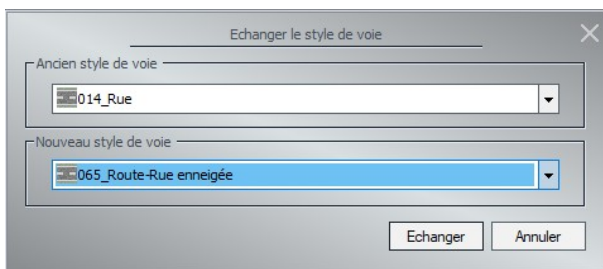 Echanger le style de voie
Ancien style de voie
014_Rue
Nouveau style de voie
065_Route-Rue enneigée
Echanger
Annuler